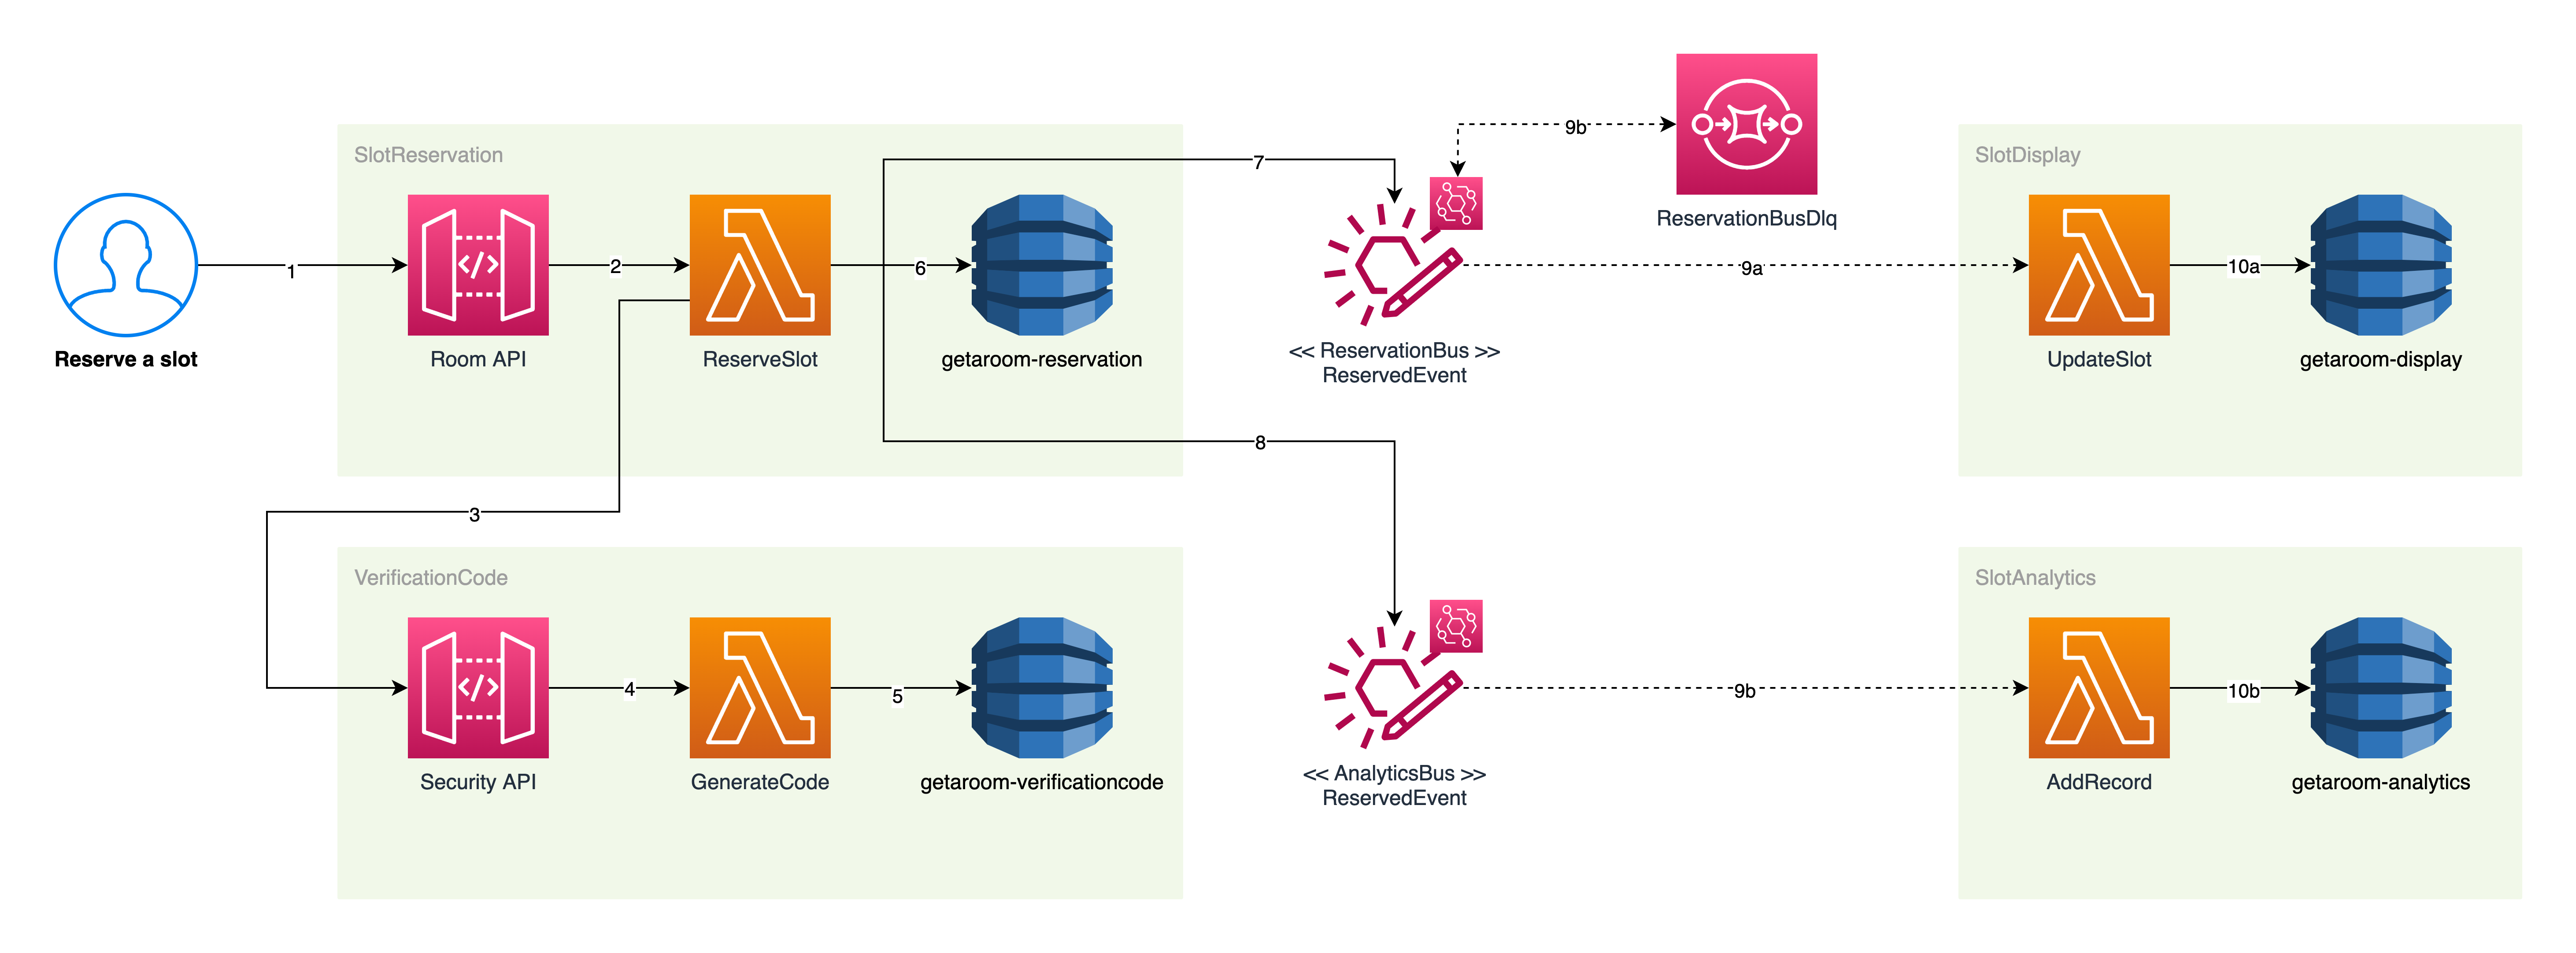 9b
SlotReservation
7
SlotDisplay
ReservationBusDlq
1
2
6
9a
10a
Reserve a slot
Room API
ReserveSlot
getaroom-reservation
<< ReservationBus >>
ReservedEvent
UpdateSlot
getaroom-display
8
3
VerificationCode
SlotAnalytics
4
5
9b
10b
Security API
GenerateCode
getaroom-verificationcode
<< AnalyticsBus >>
ReservedEvent
AddRecord
getaroom-analytics